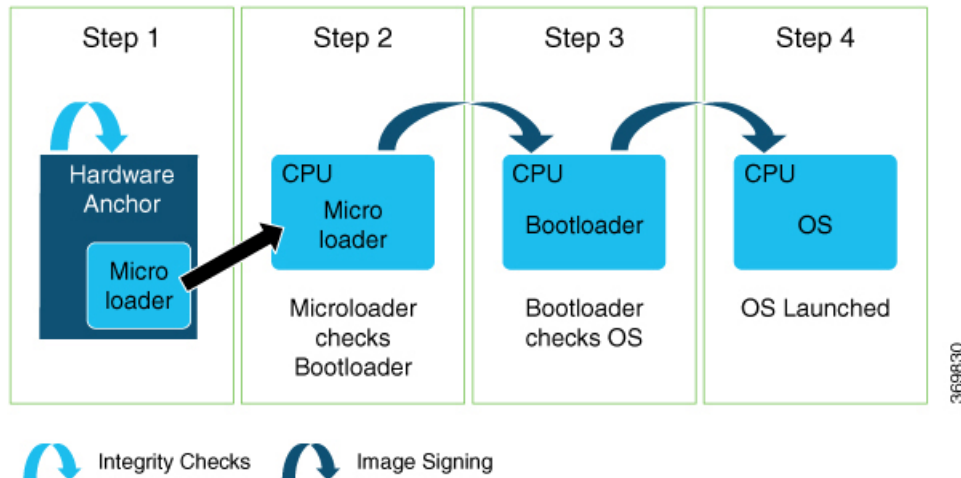 Step 1
Hardware
Anchor
Micro
loader
Step 2
CPU
Micro
loader
Microloader
checks
Bootloader
Step 3
CPU
Bootloader
Bootloader
checks OS
Step 4
CPU
OS
OS Launched
369830
Integrity Checks
Image Signing